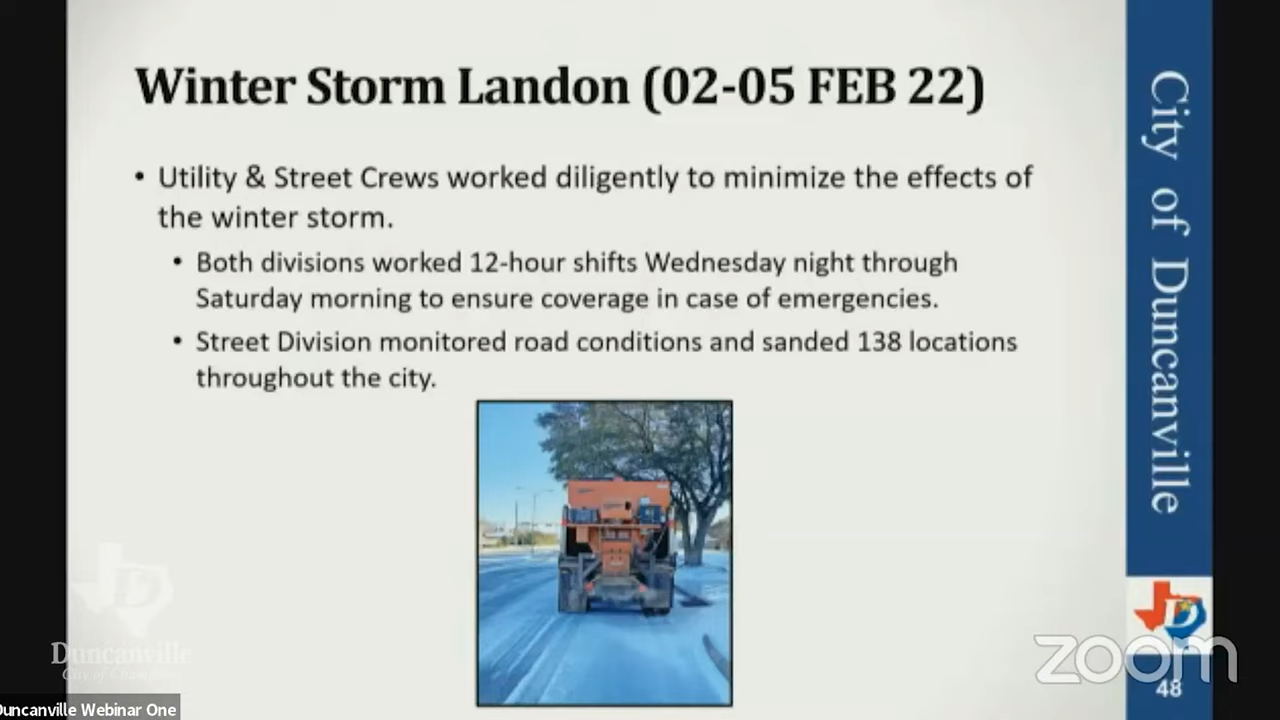 Winter Storm Landon (02-05 FEB 22)
• Utility & Street Crews worked diligently to minimize the effects of
the winter storm.
• Both divisions worked 12-hour shifts Wednesday night through
Saturday morning to ensure coverage in case of emergencies.
• Street Division monitored road conditions and sanded 138 locations
throughout the city.
City of Duncanville
D
zoom
48
D
Duncanville
City of Champions
Duncanville Webinar One